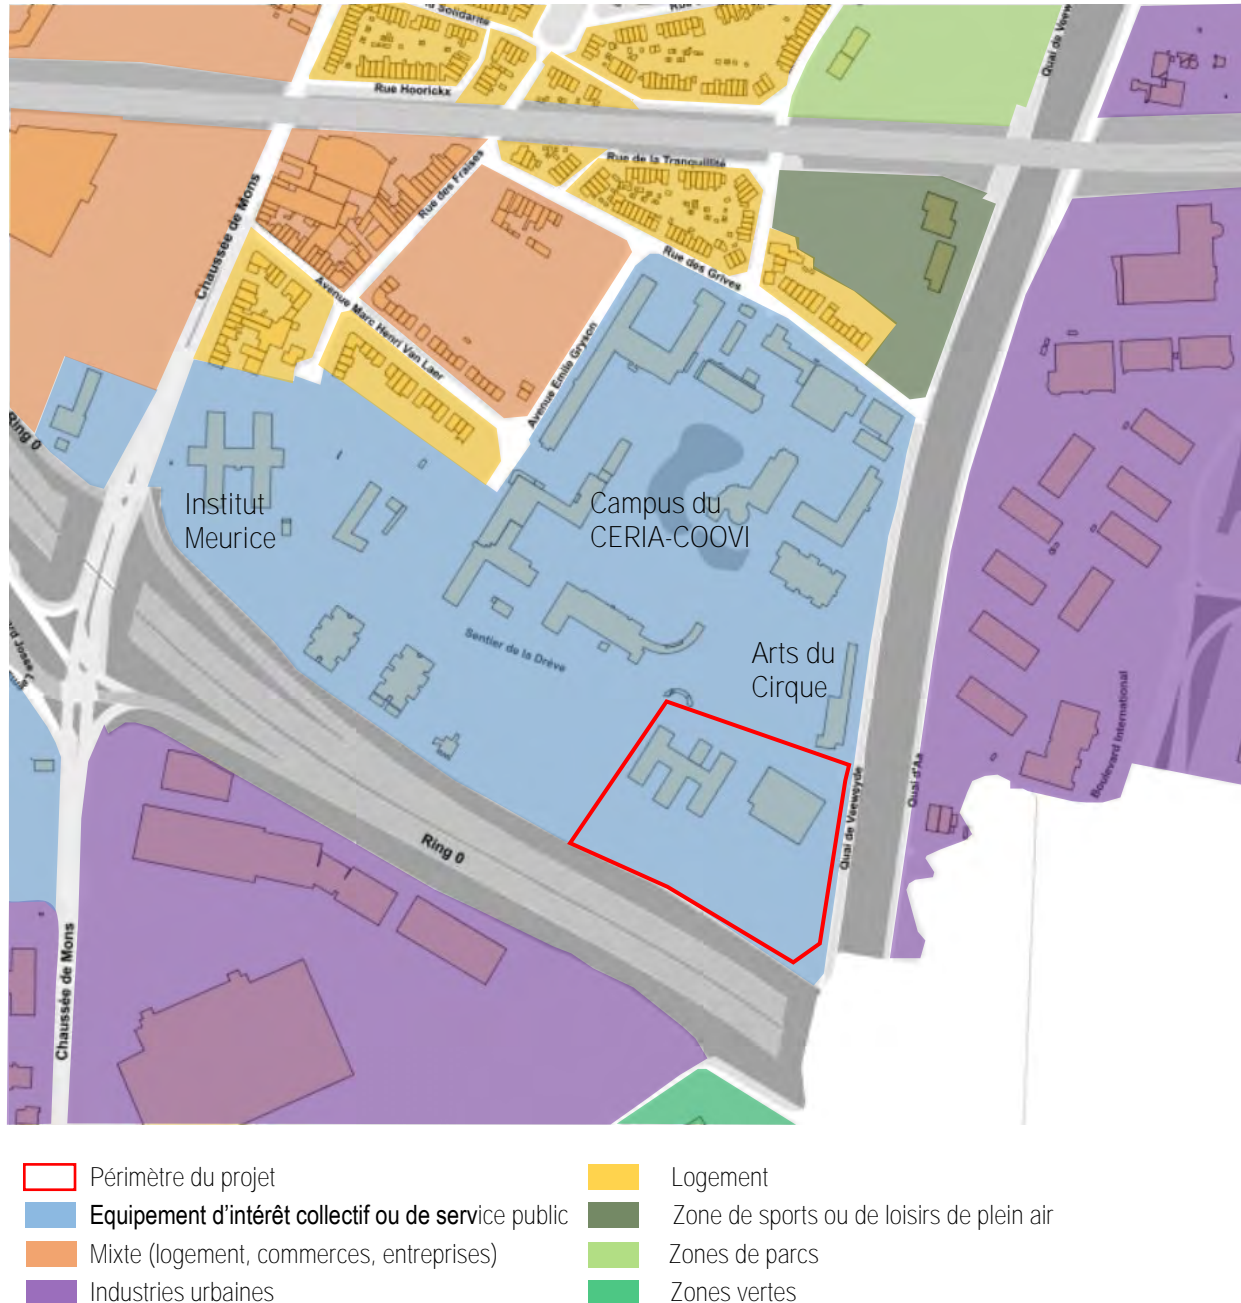 Solidarité
Rue Hoorickx
Quai de Veeweyde
Rue de la Tranquillité
Rue des Fraises
Chaussée de Mons
Rue des Grives
Avenue Marc Henri Van Laer
Avenue Emile Gryson
Ring 0
Institut
Meurice
Campus du
CERIA-COOVI
Sentier de la Drève
Arts du
Cirque
Boulevard International
Quai d'Aa
Quai de Veeweyde
Ring 0
Chaussée de Mons
Périmètre du projet
Equipement d'intérêt collectif ou de service public
Mixte (logement, commerces, entreprises)
Industries urbaines
Logement
Zone de sports ou de loisirs de plein air
Zones de parcs
Zones vertes